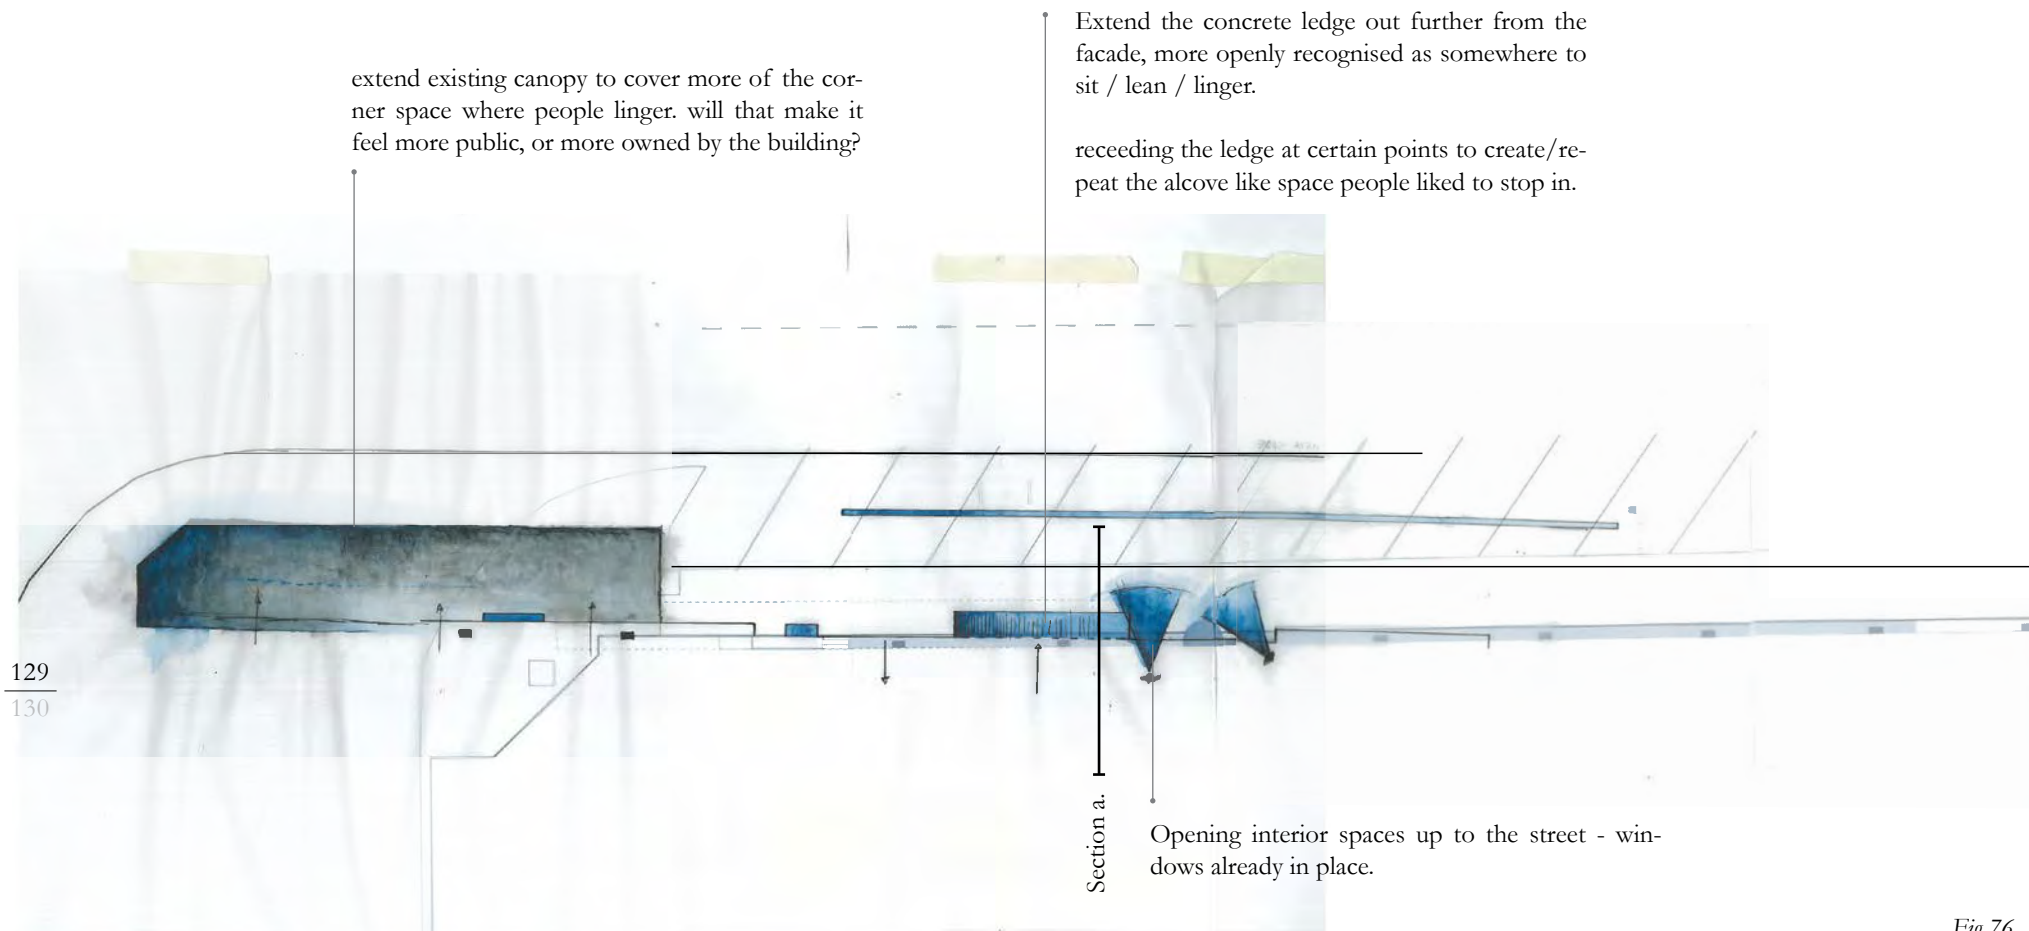 extend existing canopy to cover more of the cor-
ner space where people linger. will that make it
feel more public, or more owned by the building?
Extend the concrete ledge out further from the
facade, more openly recognised as somewhere to
sit / lean / linger.
receeding the ledge at certain points to create/re-
peat the alcove like space people liked to stop in.
129
130
Section a.
Opening interior spaces up to the street - win-
dows already in place.
Fig 76